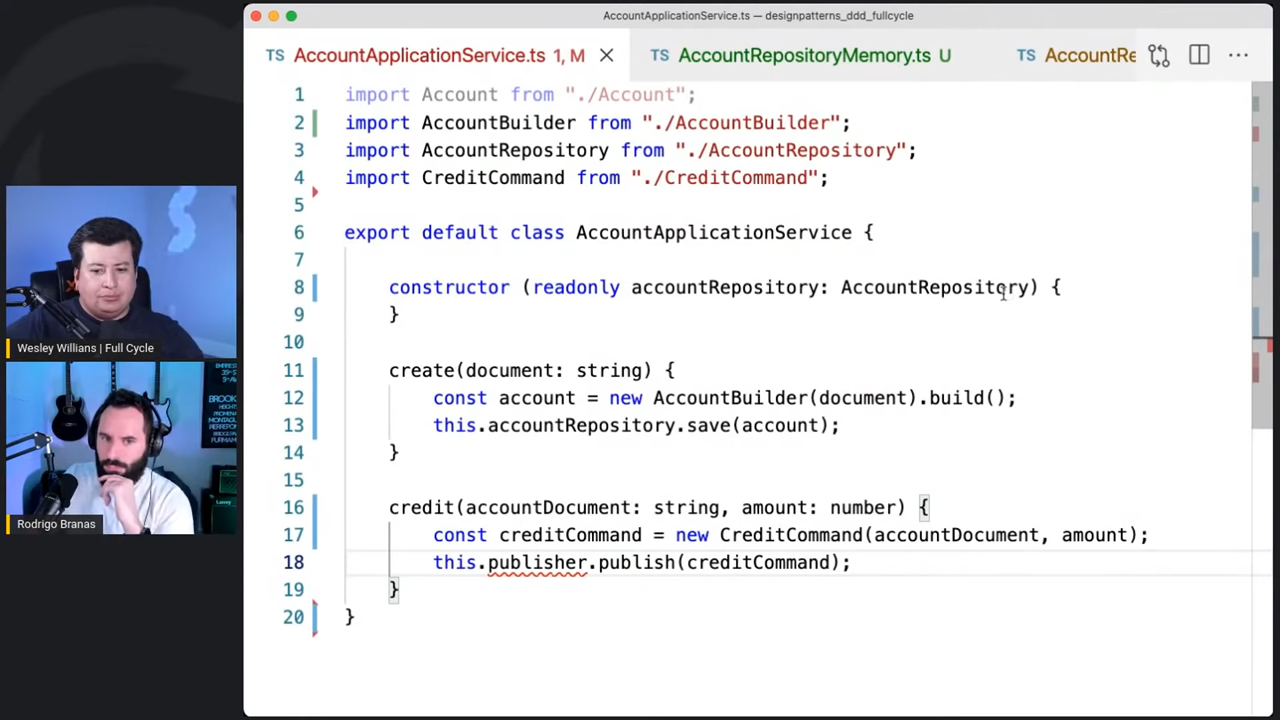 AccountApplicationService.ts — designpatterns_ddd_fullcycle
TS AccountApplicationService.ts 1, M
TS AccountRepositoryMemory.ts U
TS AccountRe
1 import Account from "./Account";
2 import AccountBuilder from "./AccountBuilder";
3 import AccountRepository from "./AccountRepository";
4 import CreditCommand from "./CreditCommand";
5
6 export default class AccountApplicationService {
7
8 constructor (readonly accountRepository: AccountRepository) {
9 }
10
11 create(document: string) {
12 const account = new AccountBuilder(document).build();
13 this.accountRepository.save(account);
14 }
15
16 credit(accountDocument: string, amount: number) {
17 const creditCommand = new CreditCommand(accountDocument, amount);
18 this.publisher.publish(creditCommand);
19 }
20 }
Wesley Willians | Full Cycle
BROOK
HEIGHTS
Rodrigo Branas